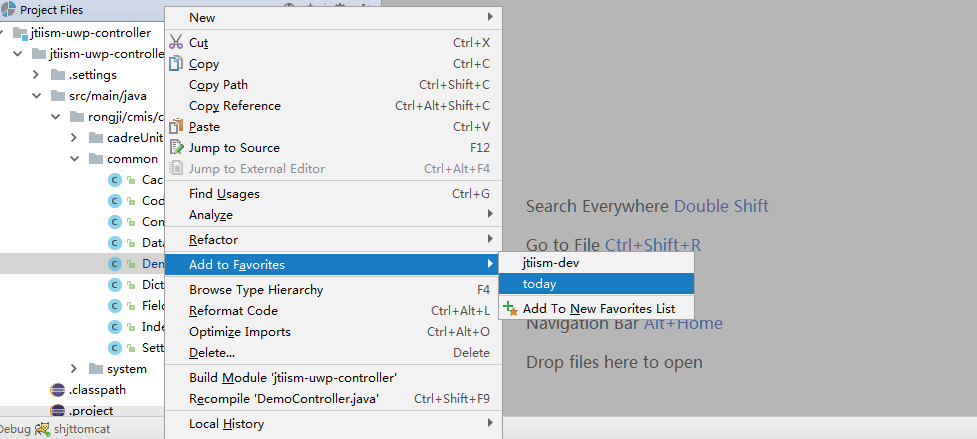 Project Files
jtiism-uwp-controller
jtiism-uwp-controlle
.settings
src/main/java
rongji/cmis/c
cadreUnit
common
Cac
Cod
Con
Data
Den
Dict
Field
Inde
Sett
system
.classpath
.project
Debug shjttomcat
New
Cut Ctrl+X
Copy Ctrl+C
Copy Path Ctrl+Shift+C
Copy Reference Ctrl+Alt+Shift+C
Paste Ctrl+V
Jump to Source F12
Jump to External Editor Ctrl+Alt+F4
Find Usages Ctrl+G
Analyze
Refactor
Add to Favorites
Browse Type Hierarchy F4
Reformat Code Ctrl+Alt+L
Optimize Imports Ctrl+Alt+O
Delete... Delete
Build Module 'jtiism-uwp-controller'
Recompile 'DemoController.java' Ctrl+Shift+F9
Local History
jtiism-dev
today
Add To New Favorites List
Search Everywhere Double Shift
Go to File Ctrl+Shift+R
Navigation Bar Alt+Home
Drop files here to open